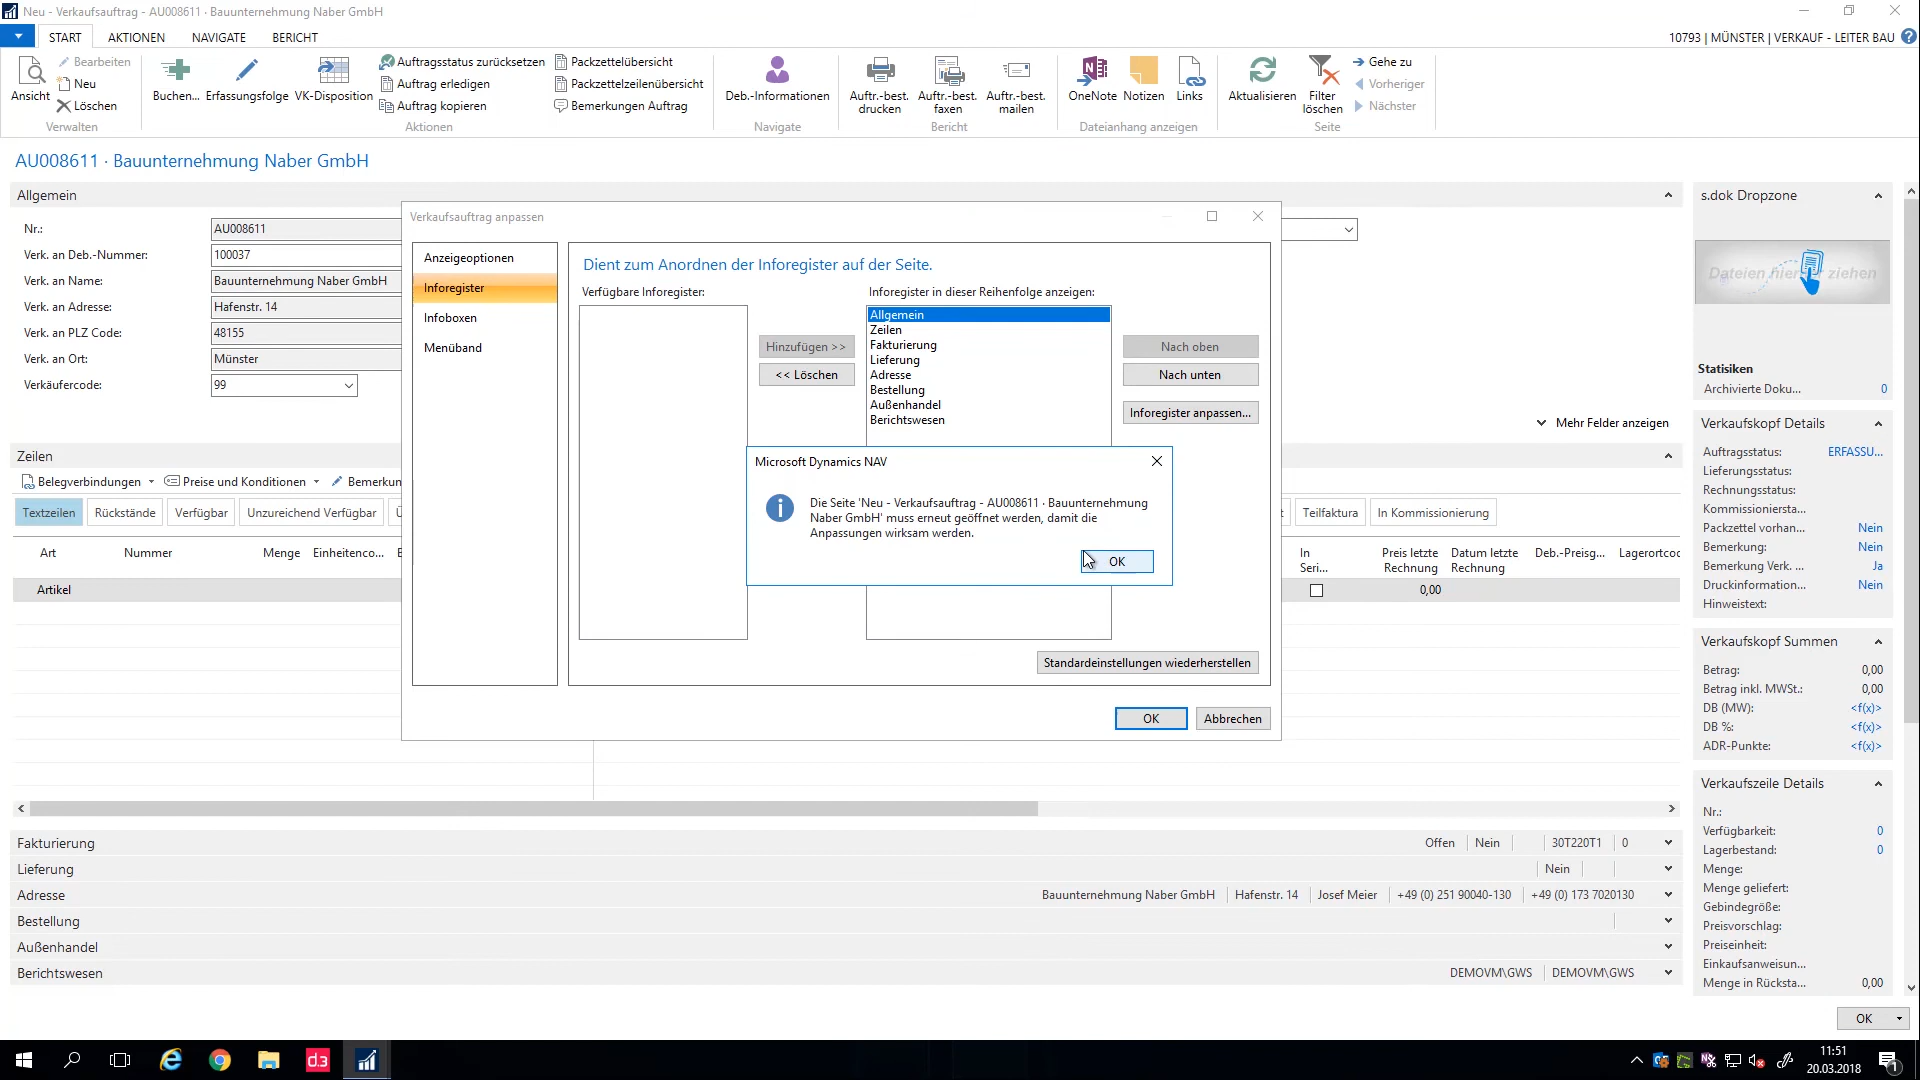 Neu - Verkaufsauftrag - AU008611 · Bauunternehmung Naber GmbH
START AKTIONEN NAVIGATE BERICHT
10793 | MÜNSTER | VERKAUF - LEITER BAU
Ansicht
Bearbeiten
Neu
Löschen
Verwalten
Buchen...
Erfassungsfolge
VK-Disposition
Auftragsstatus zurücksetzen
Auftrag erledigen
Auftrag kopieren
Packzettelübersicht
Packzettelzeilenübersicht
Bemerkungen Auftrag
Aktionen
Deb.-Informationen
Navigate
Auftr.-best. drucken
Auftr.-best. faxen
Auftr.-best. mailen
Bericht
OneNote
Notizen
Links
Dateianhang anzeigen
Aktualisieren
Filter löschen
Gehe zu
Vorheriger
Nächster
Seite
AU008611 · Bauunternehmung Naber GmbH
Allgemein
Nr.: AU008611
Verk. an Deb.-Nummer: 100037
Verk. an Name: Bauunternehmung Naber GmbH
Verk. an Adresse: Hafenstr. 14
Verk. an PLZ Code: 48155
Verk. an Ort: Münster
Verkäufercode: 99
Mehr Felder anzeigen
Verkaufsauftrag anpassen
Anzeigeoptionen
Inforegister
Infoboxen
Menüband
Dient zum Anordnen der Inforegister auf der Seite.
Verfügbare Inforegister:
Inforegister in dieser Reihenfolge anzeigen:
Hinzufügen >>
<< Löschen
Allgemein
Zeilen
Fakturierung
Lieferung
Adresse
Bestellung
Außenhandel
Berichtswesen
Nach oben
Nach unten
Inforegister anpassen...
Microsoft Dynamics NAV
Die Seite 'Neu - Verkaufsauftrag - AU008611 · Bauunternehmung
Naber GmbH' muss erneut geöffnet werden, damit die
Anpassungen wirksam werden.
OK
Standardeinstellungen wiederherstellen
OK Abbrechen
Zeilen
Belegverbindungen Preise und Konditionen
Textzeilen Rückstände Verfügbar Unzureichend Verfügbar
Teilfaktura In Kommissionierung
Art Nummer Menge Einheitenco...
In Seri...
Preis letzte Rechnung
Datum letzte Rechnung
Deb.-Preisg...
Artikel 0,00
Fakturierung Offen Nein 30T220T1 0
Lieferung Nein
Adresse Bauunternehmung Naber GmbH Hafenstr. 14 Josef Meier +49 (0) 251 90040-130 +49 (0) 173 7020130
Bestellung
Außenhandel
Berichtswesen DEMOVM\GWS DEMOVM\GWS
s.dok Dropzone
Statisiken
Archivierte Doku... 0
Verkaufskopf Details
Auftragsstatus: ERFASSU...
Lieferungsstatus:
Rechnungsstatus:
Kommissioniersta...
Packzettel vorhan... Nein
Bemerkung: Nein
Bemerkung Verk. ... Ja
Druckinformation... Nein
Hinweistext:
Verkaufskopf Summen
Betrag: 0,00
Betrag inkl. MWSt.: 0,00
DB (MW): <f(x)>
DB %: <f(x)>
ADR-Punkte: <f(x)>
Verkaufszeile Details
Nr.:
Verfügbarkeit: 0
Lagerbestand: 0
Menge:
Menge geliefert:
Gebindegröße:
Preisvorschlag:
Preiseinheit:
Einkaufsanweisun...
Menge in Rücksta... 0,00
OK
d3
11:51
20.03.2018
1